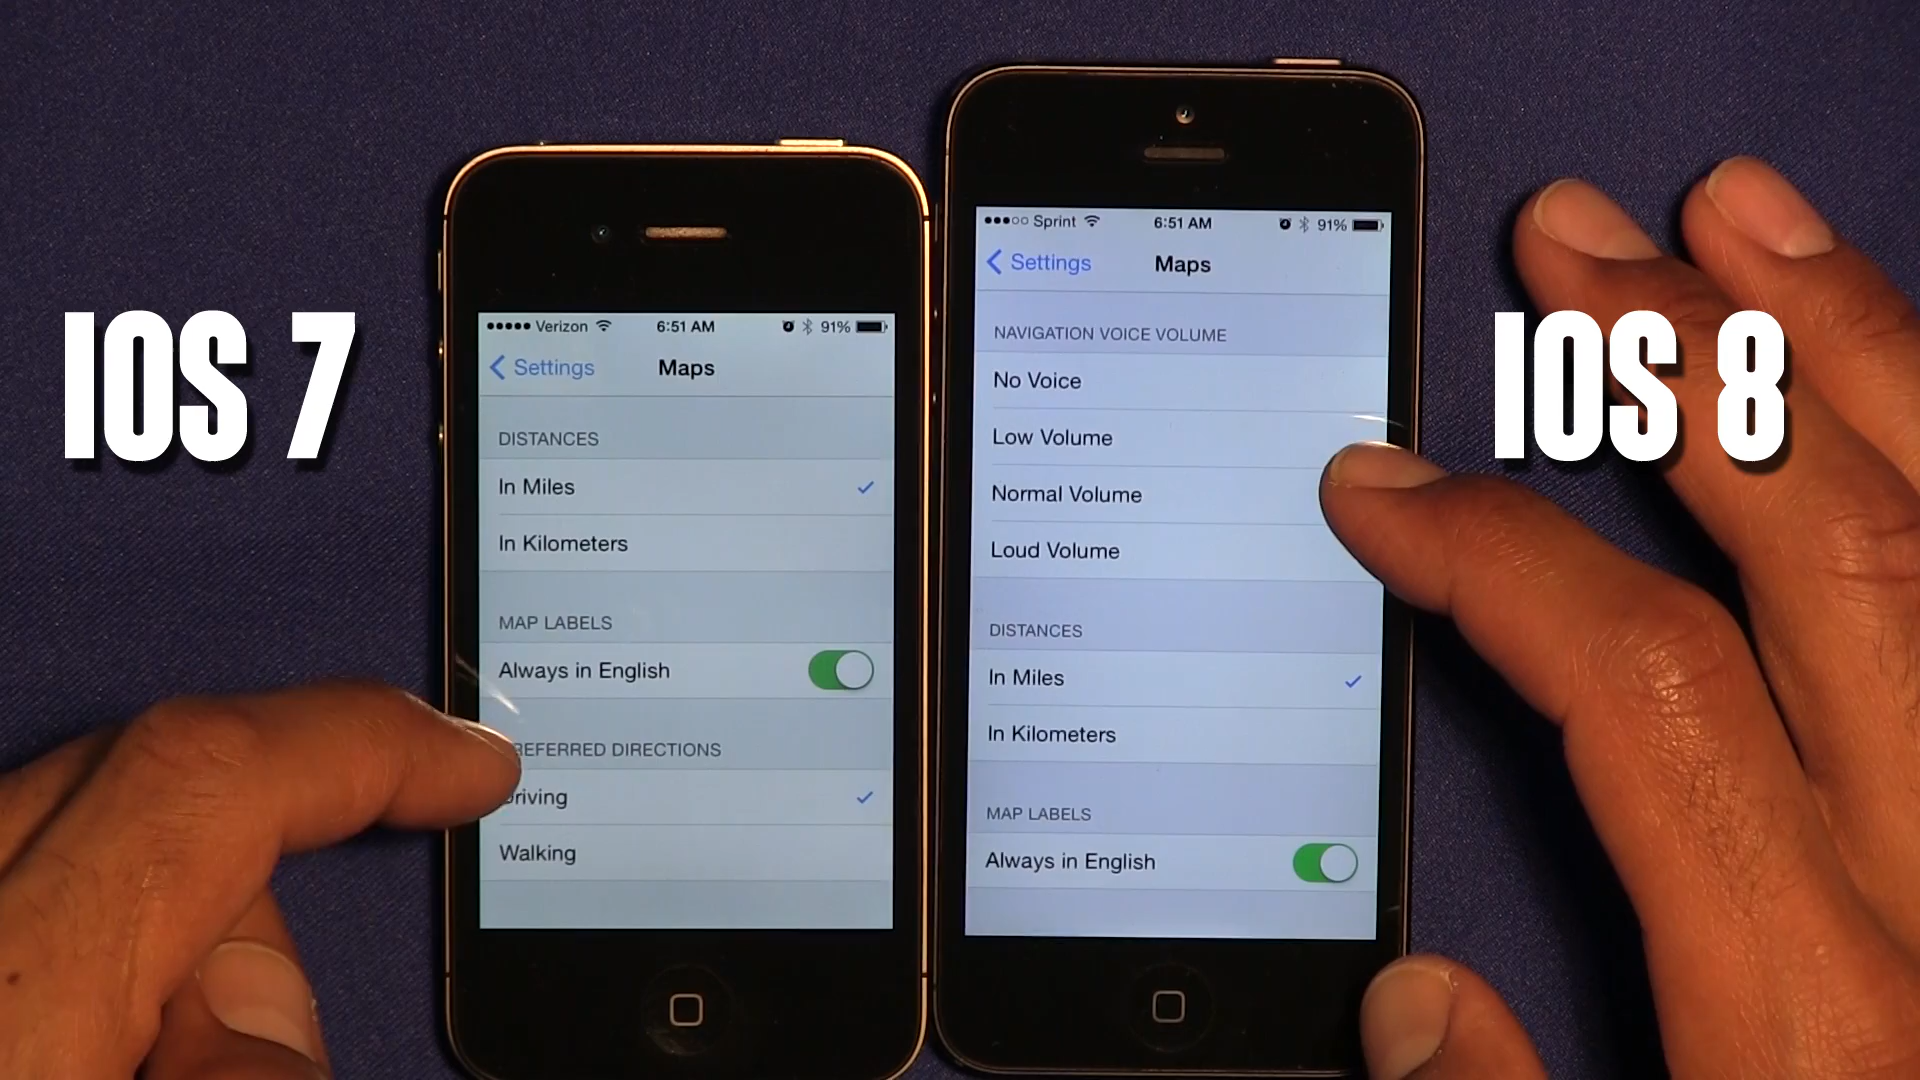 IOS 7
Verizon 6:51 AM 91%
Settings Maps
DISTANCES
In Miles
In Kilometers
MAP LABELS
Always in English
REFERRED DIRECTIONS
Driving
Walking
Sprint 6:51 AM 91%
Settings Maps
NAVIGATION VOICE VOLUME
No Voice
Low Volume
Normal Volume
Loud Volume
DISTANCES
In Miles
In Kilometers
MAP LABELS
Always in English
IOS 8